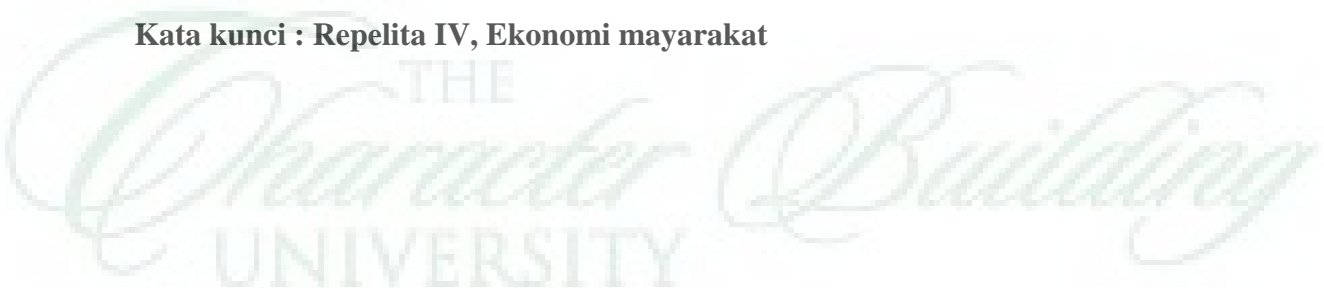 Kata kunci : Repelita IV, Ekonomi mayarakat
THE
Character Building
UNIVERSITY